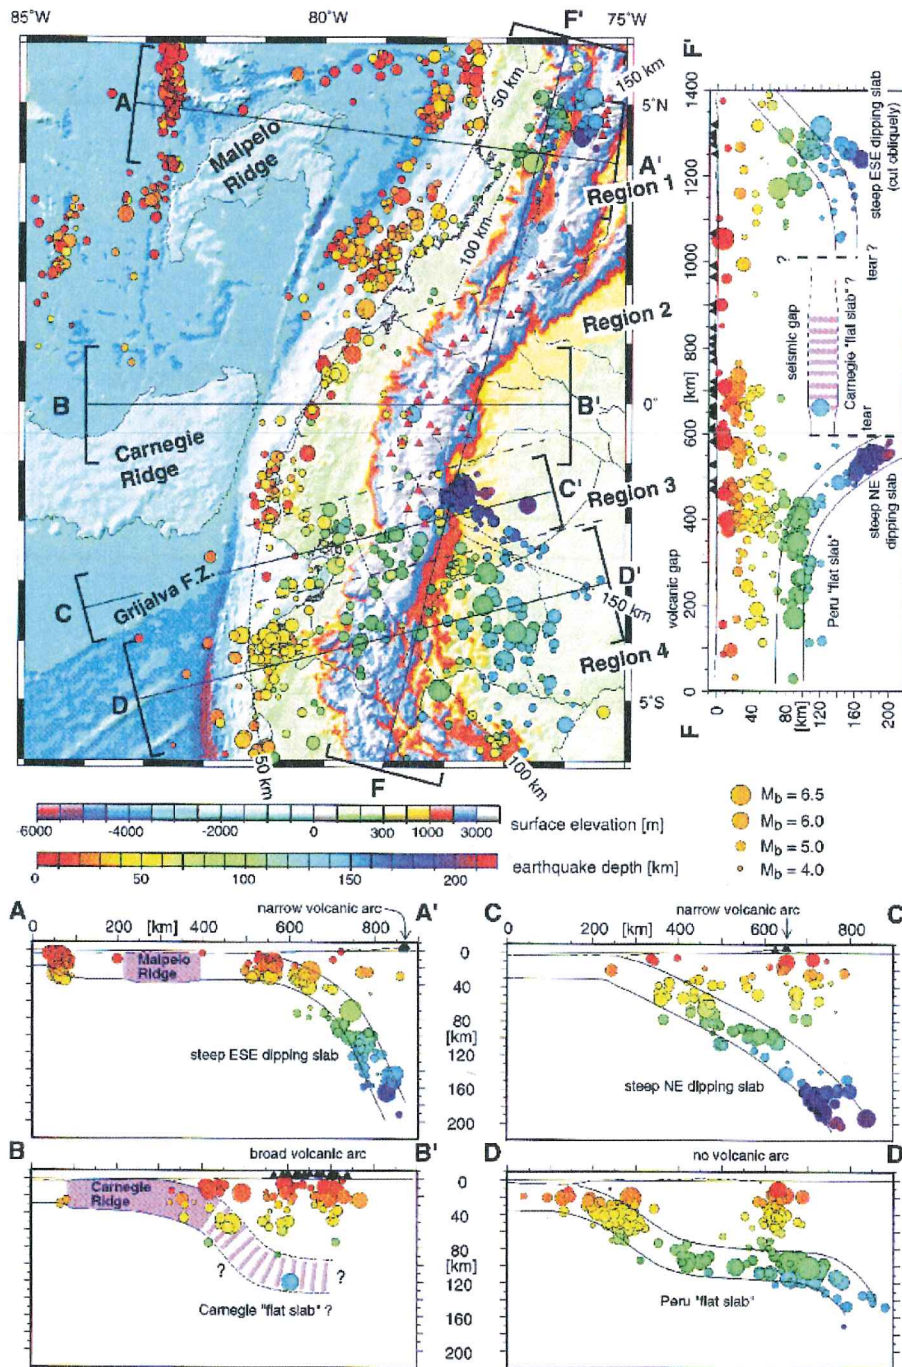 85°W
80°W
75°W
F'
50 km
150 km
5°N
A
Malpelo
Ridge
A'
Region 1
100 km
Region 2
B
B'
0°
Carnegie
Ridge
Region 3
C'
C
Grijalva F.Z.
D'
150 km
Region 4
D
5°S
50 km
F
100 km
F'
1400
1200
1000
800
[km]
600
400
200
0
F
0
40
80
[km]
120
160
200
steep ESE dipping slab
(cut obliquely)
tear ?
?
seismic gap
Carnegie "flat slab" ?
tear
steep NE
dipping slab
Peru "flat slab"
volcanic gap
-6000
-4000
-2000
0
300
1000
3000
surface elevation [m]
0
50
100
150
200
earthquake depth [km]
Mb = 6.5
Mb = 6.0
Mb = 5.0
Mb = 4.0
A
narrow volcanic arc
A'
0
200
[km]
400
600
800
Malpelo
Ridge
steep ESE dipping slab
0
40
80
[km]
120
160
200
C
narrow volcanic arc
C
200
[km]
400
600
800
steep NE dipping slab
B
broad volcanic arc
B'
Carnegie
Ridge
?
?
Carnegie "flat slab" ?
0
40
80
[km]
120
160
200
D
no volcanic arc
D
Peru "flat slab"